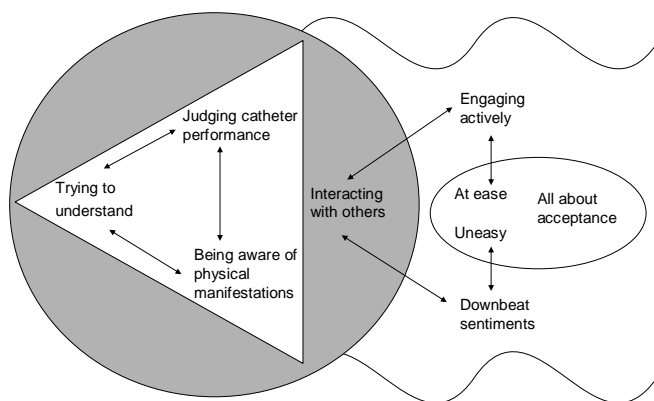 Judging catheter
performance
Trying to
understand
Being aware of
physical
manifestations
Interacting
with others
Engaging
actively
At ease
Uneasy
All about
acceptance
Downbeat
sentiments